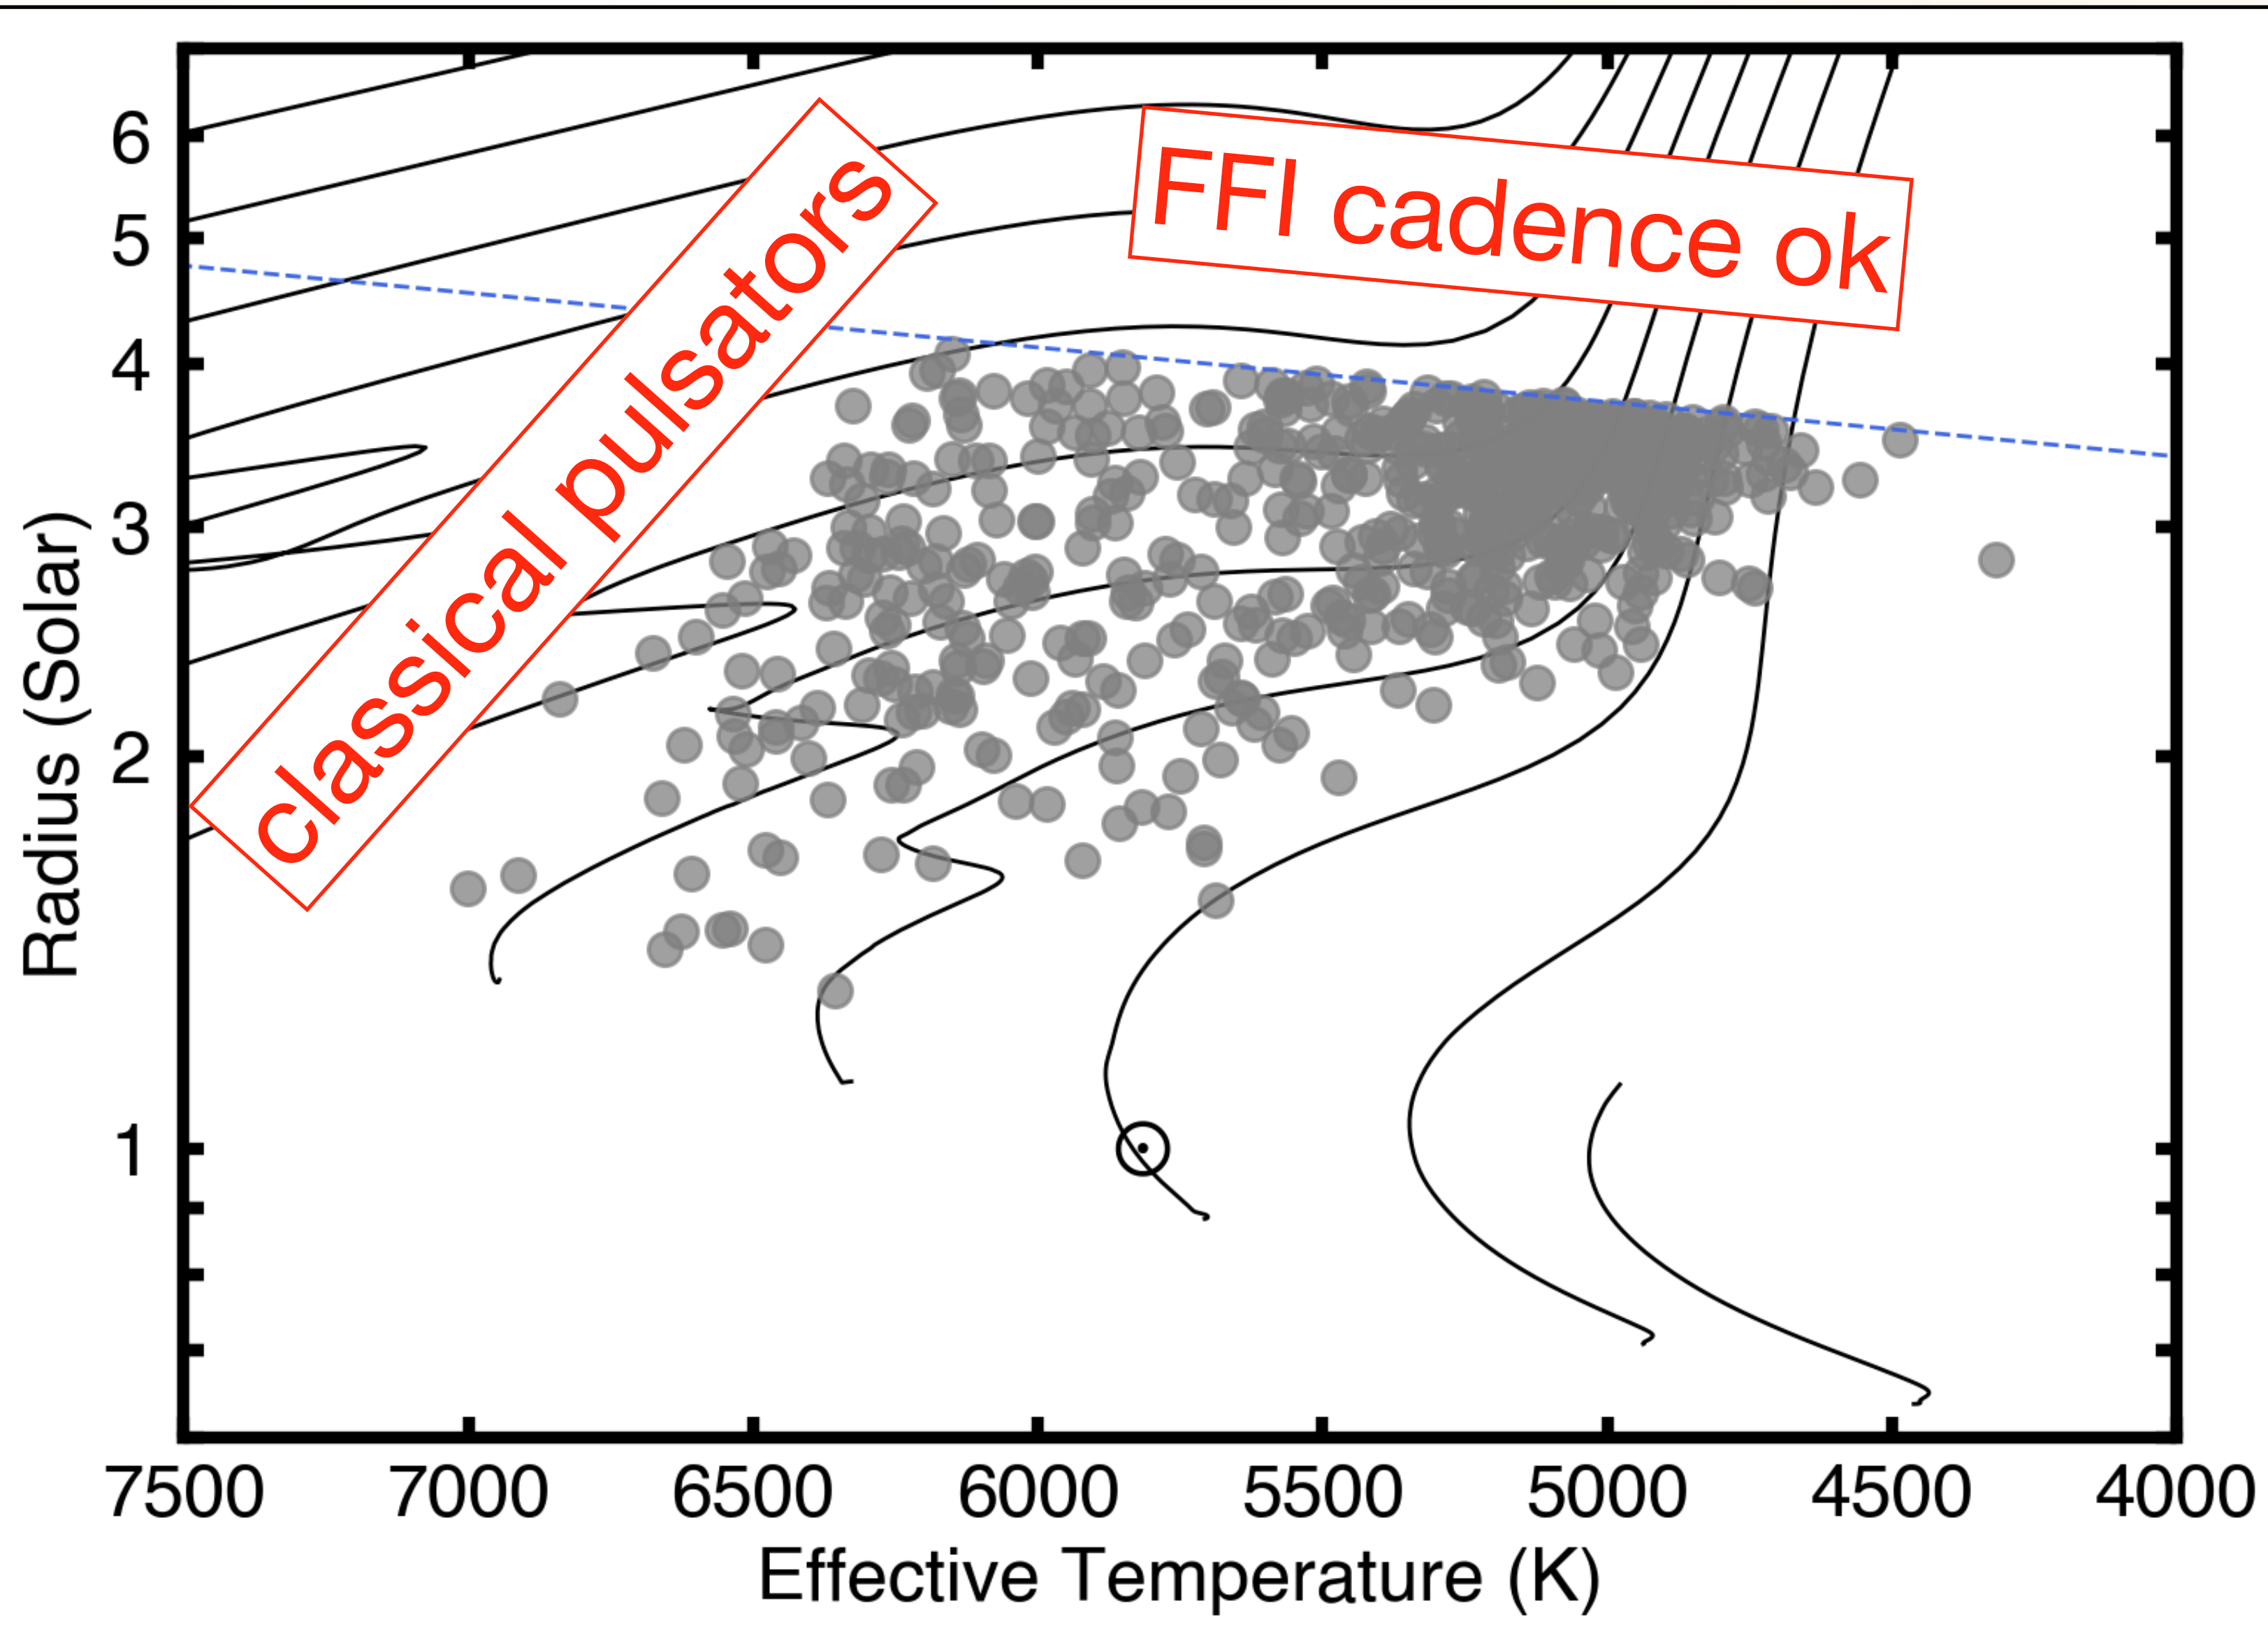 classical pulsators
FFI cadence ok
Radius (Solar)
6
5
4
3
2
1
7500 7000 6500 6000 5500 5000 4500 4000
Effective Temperature (K)